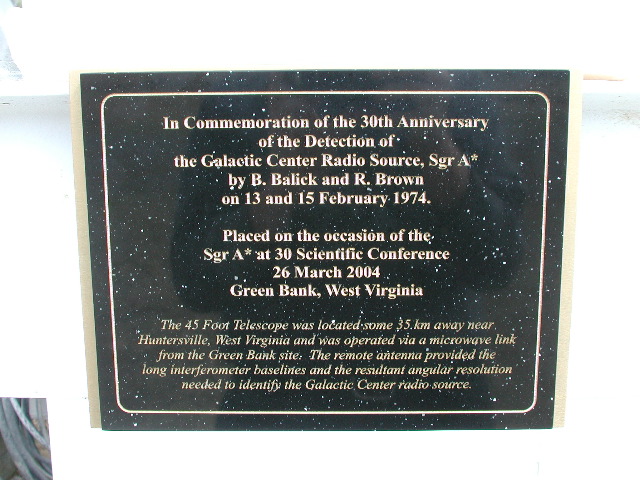 In Commemoration of the 30th Anniversary
of the Detection of
the Galactic Center Radio Source, Sgr A*
by B. Balick and R. Brown
on 13 and 15 February 1974.
Placed on the occasion of the
Sgr A* at 30 Scientific Conference
26 March 2004
Green Bank, West Virginia
The 45 Foot Telescope was located some 35 km away near
Huntersville, West Virginia and was operated via a microwave link
from the Green Bank site. The remote antenna provided the
long interferometer baselines and the resultant angular resolution
needed to identify the Galactic Center radio source.